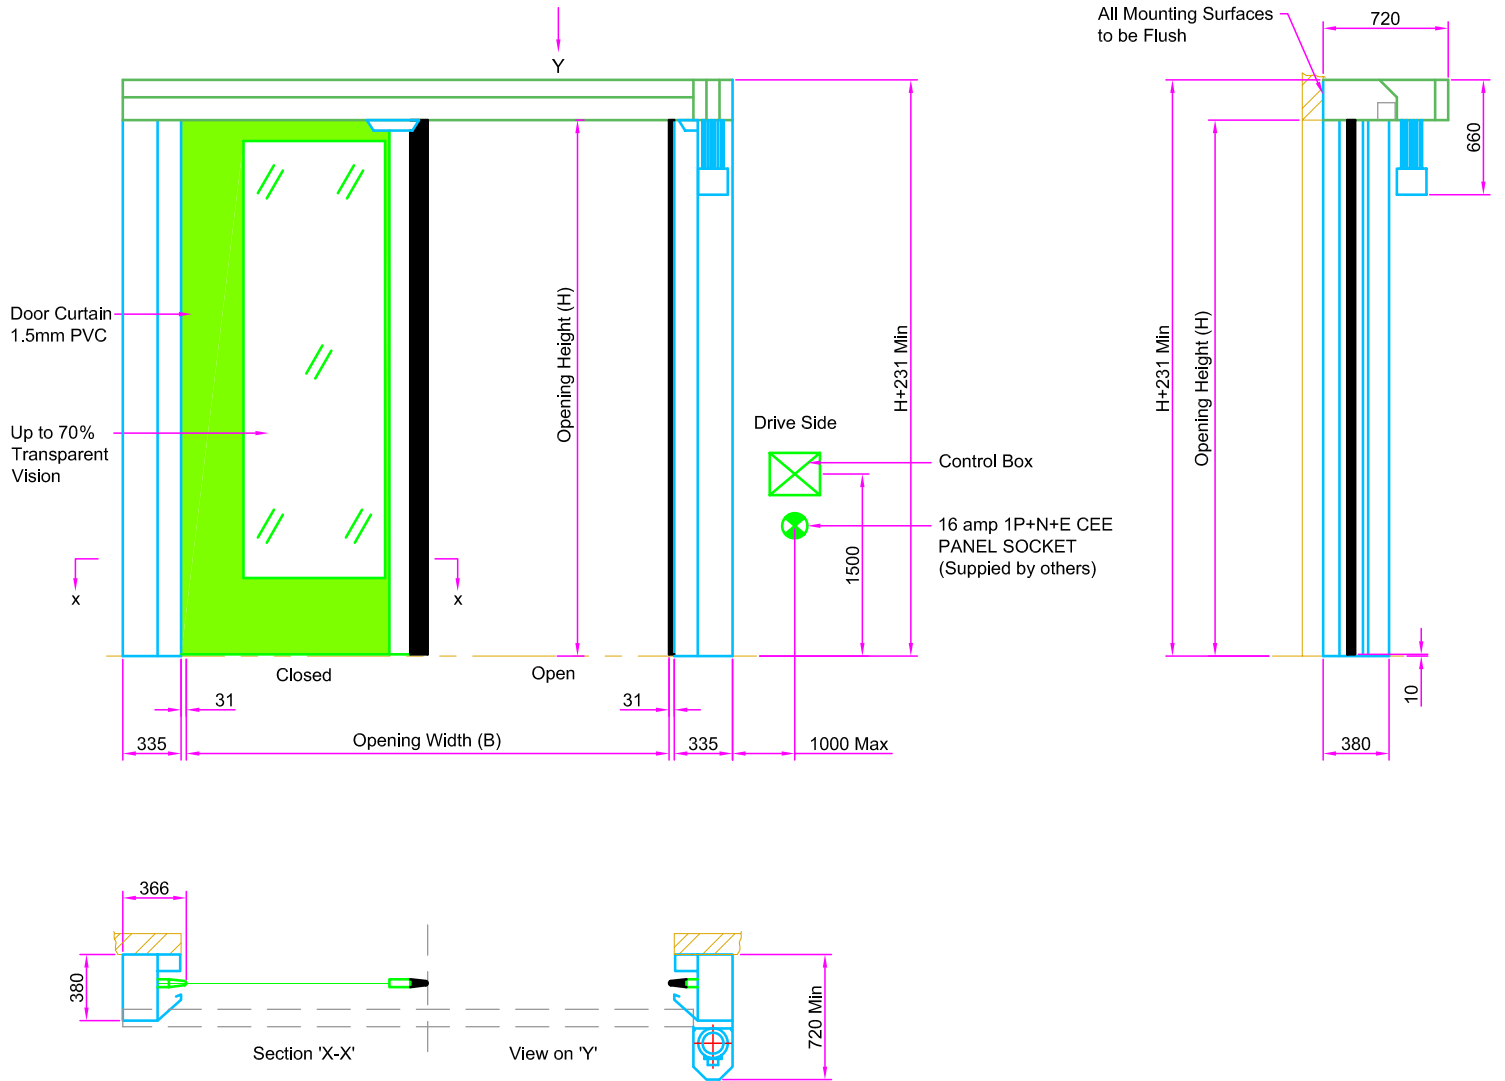 All Mounting Surfaces
to be Flush
720
Y
660
Door Curtain
1.5mm PVC
Up to 70%
Transparent
Vision
Opening Height (H)
H+231 Min
H+231 Min
Opening Height (H)
Drive Side
Control Box
16 amp 1P+N+E CEE
PANEL SOCKET
(Suppied by others)
1500
x
x
Closed
Open
31
31
10
335
Opening Width (B)
335
1000 Max
380
366
380
720 Min
Section 'X-X'
View on 'Y'